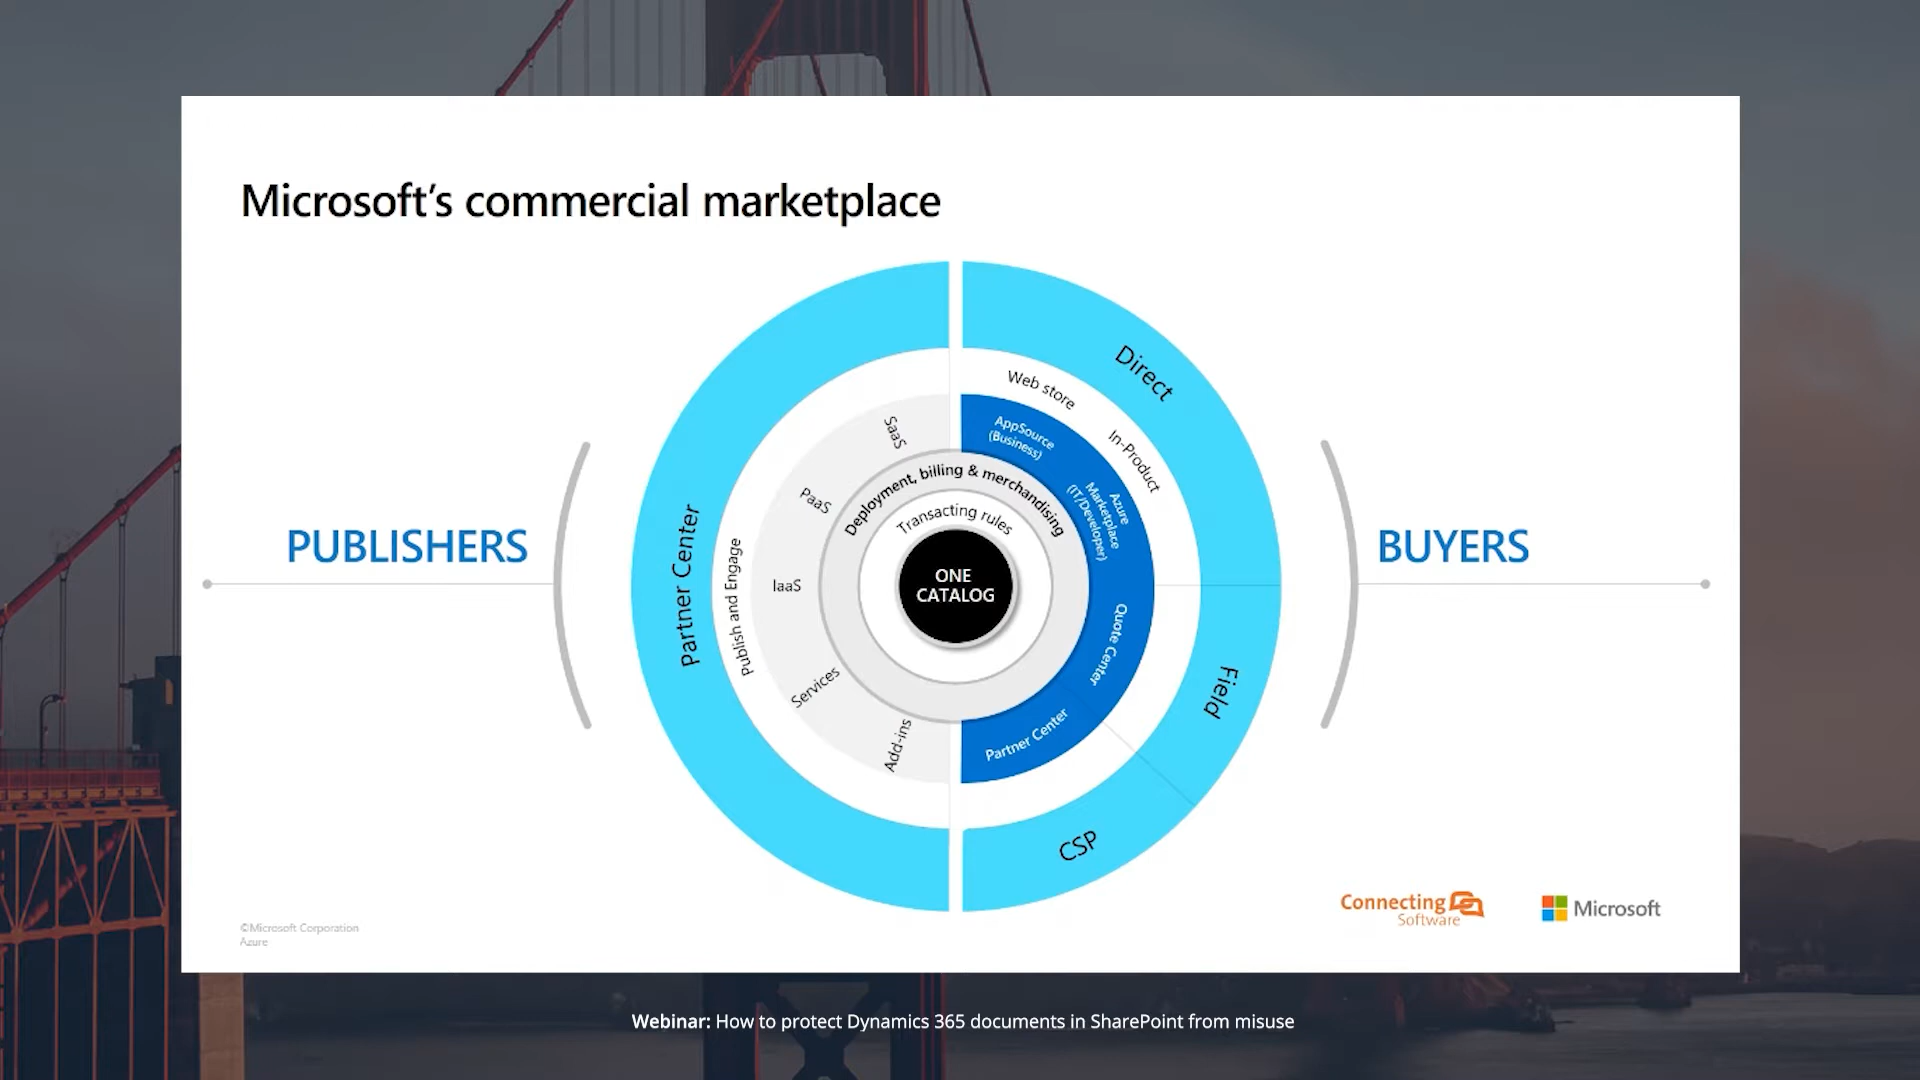 Microsoft's commercial marketplace
PUBLISHERS
Partner Center
Publish and Engage
SaaS
PaaS
IaaS
Services
Add-ins
Deployment, billing & merchandising
Transacting rules
ONE
CATALOG
Web store
In-Product
AppSource
(Business)
Azure
Marketplace
(IT/Developer)
Quote Center
Partner Center
Direct
Field
CSP
BUYERS
©Microsoft Corporation
Azure
Connecting
Software
Microsoft
Webinar: How to protect Dynamics 365 documents in SharePoint from misuse